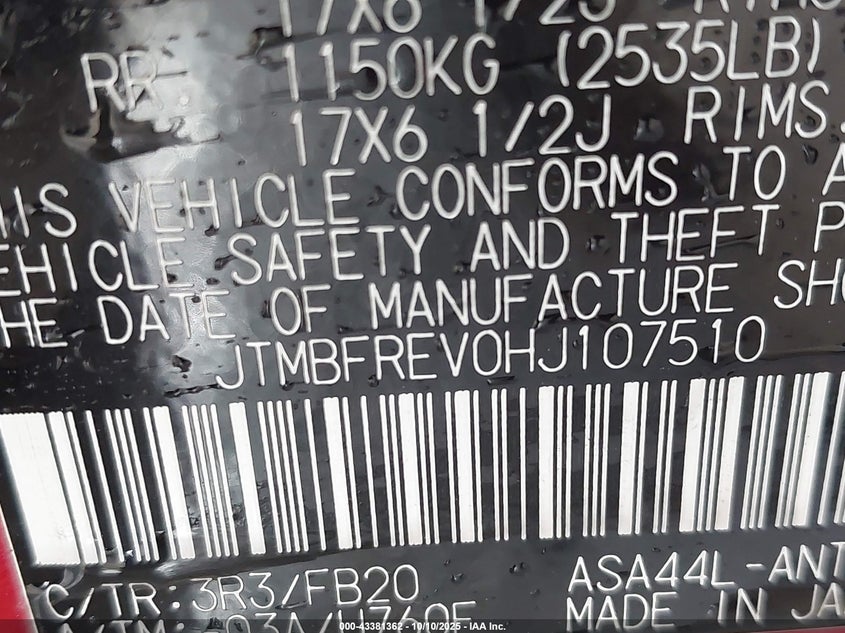 17X6 1/2J RIMS
RR: 1150KG (2535LB)
17X6 1/2J RIMS.
HIS VEHICLE CONFORMS TO A
EHICLE SAFETY AND THEFT P
HE DATE OF MANUFACTURE SHO
JTMBFREV0HJ107510
C/TR:3R3/FB20 ASA44L-ANT
MADE IN JA
000-43381362 - 10/10/2025 - IAA Inc.